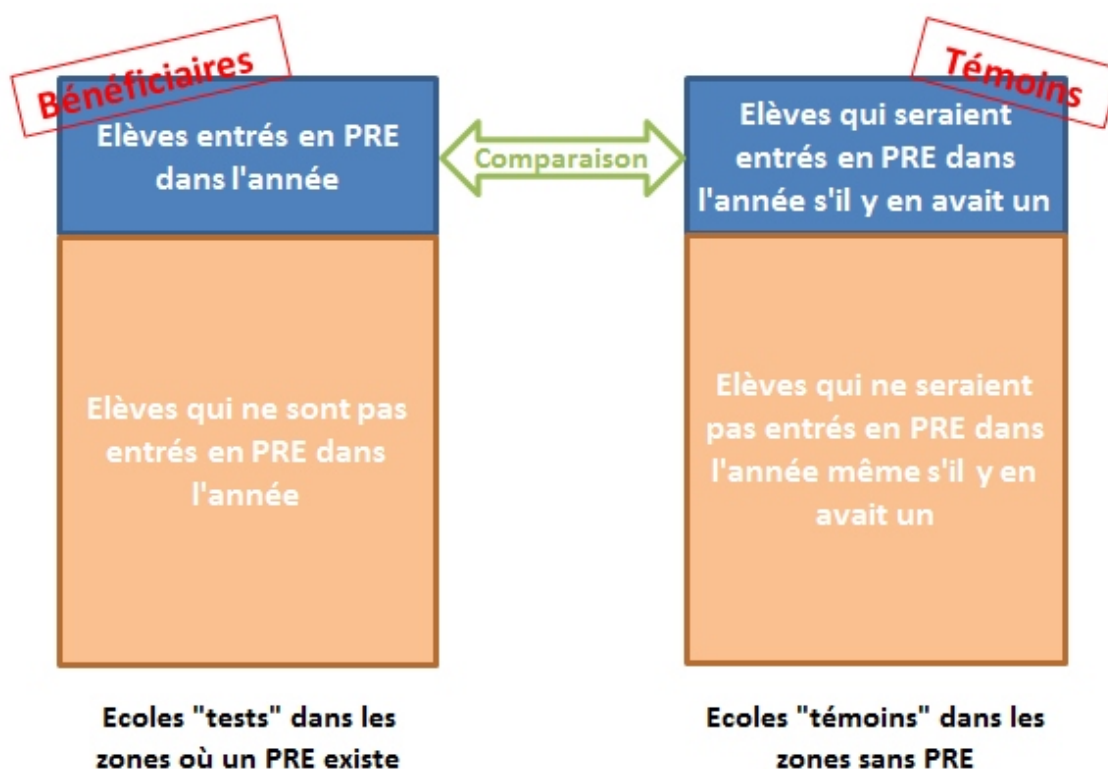 Bénéficiaires
Elèves entrés en PRE
dans l'année
Comparaison
Témoins
Elèves qui seraient
entrés en PRE dans
l'année s'il y en avait un
Elèves qui ne sont pas
entrés en PRE dans
l'année
Elèves qui ne seraient
pas entrés en PRE dans
l'année même s'il y en
avait un
Ecoles "tests" dans les
zones où un PRE existe
Ecoles "témoins" dans les
zones sans PRE